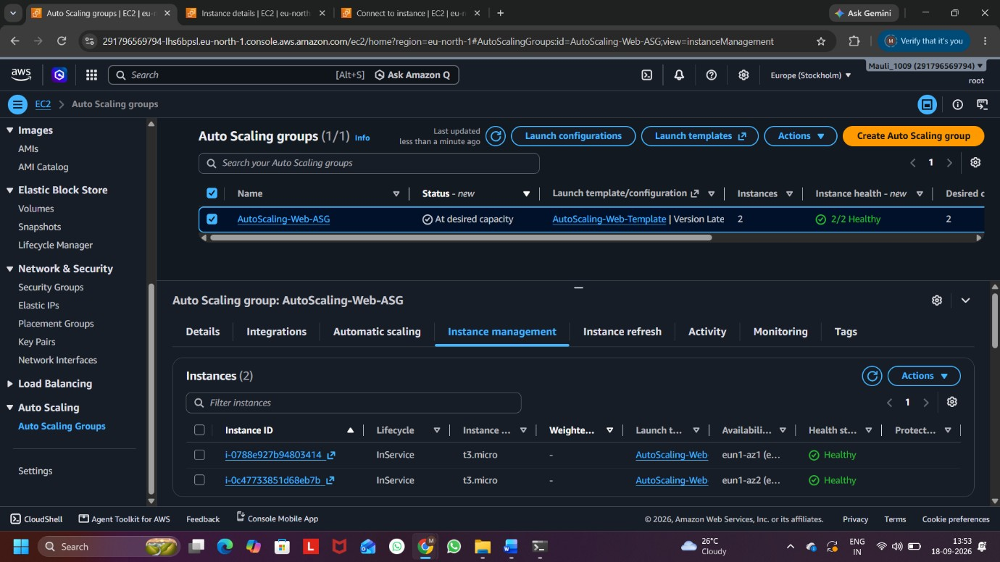 Auto Scaling groups | EC2 | eu-n
Instance details | EC2 | eu-north
Connect to instance | EC2 | eu-n
Ask Gemini
291796569794-lhs6bpsl.eu-north-1.console.aws.amazon.com/ec2/home?region=eu-north-1#AutoScalingGroups:id=AutoScaling-Web-ASG;view=instanceManagement
M Verify that it's you
aws
Search [Alt+S] Ask Amazon Q
Europe (Stockholm)
Mauli_1009 (291796569794)
root
EC2 Auto Scaling groups
Images
AMIs
AMI Catalog
Elastic Block Store
Volumes
Snapshots
Lifecycle Manager
Network & Security
Security Groups
Elastic IPs
Placement Groups
Key Pairs
Network Interfaces
Load Balancing
Auto Scaling
Auto Scaling Groups
Settings
Auto Scaling groups (1/1) Info
Last updated
less than a minute ago
Launch configurations
Launch templates
Actions
Create Auto Scaling group
Search your Auto Scaling groups
1
Name Status - new Launch template/configuration Instances Instance health - new Desired c
AutoScaling-Web-ASG At desired capacity AutoScaling-Web-Template | Version Late 2 2/2 Healthy 2
Auto Scaling group: AutoScaling-Web-ASG
Details Integrations Automatic scaling Instance management Instance refresh Activity Monitoring Tags
Instances (2)
Actions
Filter instances
1
Instance ID Lifecycle Instance ... Weighte... Launch t... Availabili... Health st... Protect...
i-0788e927b94803414 InService t3.micro - AutoScaling-Web eun1-az1 (e... Healthy
i-0c47733851d68eb7b InService t3.micro - AutoScaling-Web eun1-az2 (e... Healthy
CloudShell Agent Toolkit for AWS Feedback Console Mobile App
© 2026, Amazon Web Services, Inc. or its affiliates. Privacy Terms Cookie preferences
Search
26°C
Cloudy
ENG
IN
13:53
18-09-2026